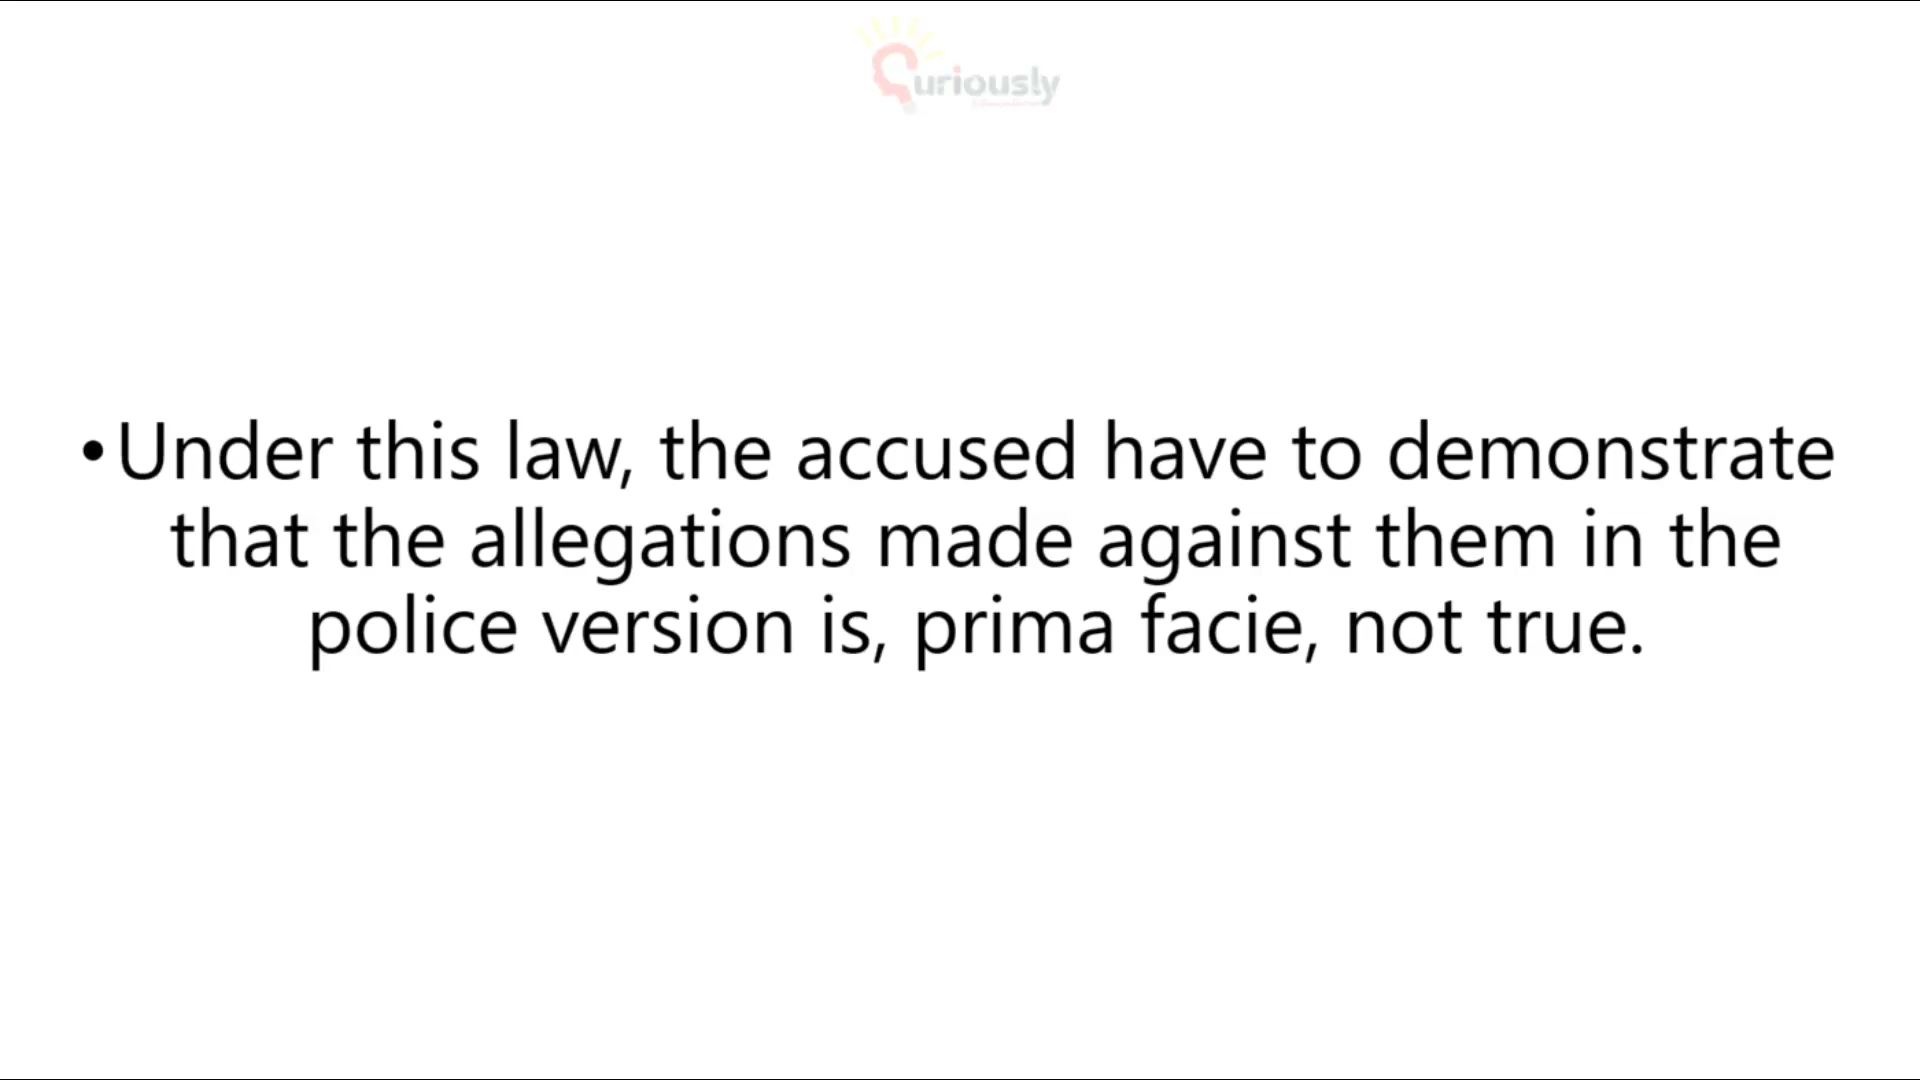 uriously
•Under this law, the accused have to demonstrate
that the allegations made against them in the
police version is, prima facie, not true.